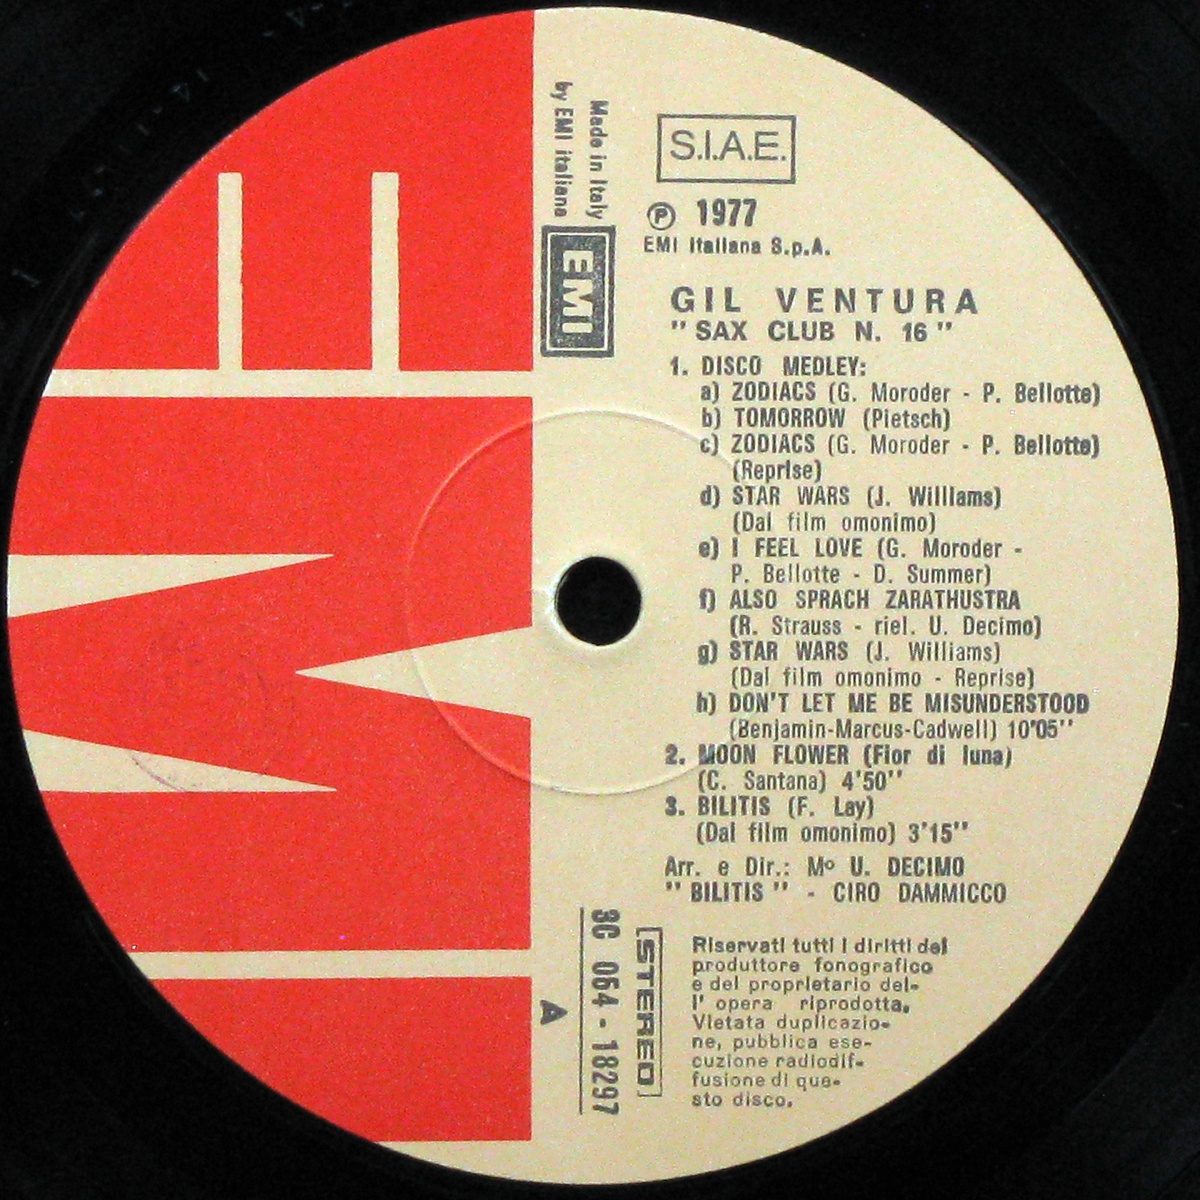 EMI
Made in Italy
by EMI italiana
EMI
S.I.A.E.
Ⓟ 1977
EMI Italiana S.p.A.
GIL VENTURA
" SAX CLUB N. 16 "
1. DISCO MEDLEY:
a) ZODIACS (G. Moroder - P. Bellotte)
b) TOMORROW (Pietsch)
c) ZODIACS (G. Moroder - P. Bellotte)
(Reprise)
d) STAR WARS (J. Williams)
(Dal film omonimo)
e) I FEEL LOVE (G. Moroder -
P. Bellotte - D. Summer)
f) ALSO SPRACH ZARATHUSTRA
(R. Strauss - riel. U. Decimo)
g) STAR WARS (J. Williams)
(Dal film omonimo - Reprise)
h) DON'T LET ME BE MISUNDERSTOOD
(Benjamin-Marcus-Cadwell) 10'05''
2. MOON FLOWER (Fior di luna)
(C. Santana) 4'50''
3. BILITIS (F. Lay)
(Dal film omonimo) 3'15''
Arr. e Dir.: Mº U. DECIMO
" BILITIS " - CIRO DAMMICCO
STEREO
3C 064 - 18297
A
Riservati tutti i diritti del
produttore fonografico
e del proprietario del-
l' opera riprodotta.
Vietata duplicazio-
ne, pubblica ese-
cuzione radiodif-
fusione di que-
sto disco.